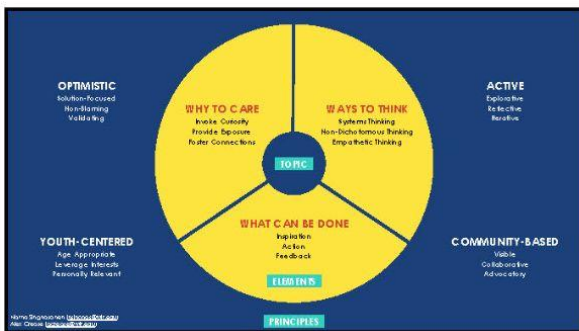 OPTIMISTIC
Solution-Focused
Non-Blaming
Validating
WHY TO CARE
Invoke Curiosity
Provide Exposure
Foster Connections
WAYS TO THINK
Systems Thinking
Non-Dichotomous Thinking
Empathetic Thinking
ACTIVE
Explorative
Reflective
Iterative
TOPIC
WHAT CAN BE DONE
Inspiration
Action
Feedback
YOUTH-CENTERED
Age Appropriate
Leverage Interests
Personally Relevant
COMMUNITY-BASED
Visible
Collaborative
Advocatory
ELEMENTS
PRINCIPLES
Alex